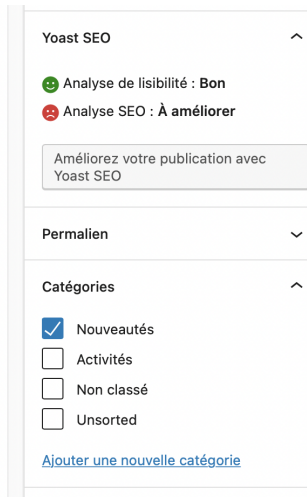 Yoast SEO
Analyse de lisibilité : Bon
Analyse SEO : À améliorer
Améliorez votre publication avec
Yoast SEO
Permalien
Catégories
Nouveautés
Activités
Non classé
Unsorted
Ajouter une nouvelle catégorie